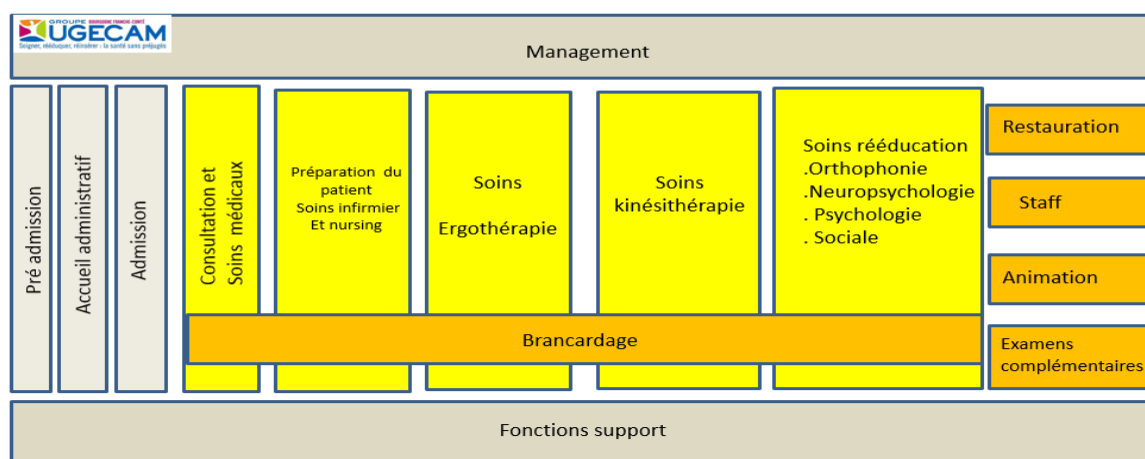 GROUPE BOURGOGNE FRANCHE-COMTÉ
UGECAM
Soigner, rééduquer, réinsérer : la santé sans préjugés
Management
Pré admission
Accueil administratif
Admission
Consultation et
Soins médicaux
Préparation du
patient
Soins infirmier
Et nursing
Soins
Ergothérapie
Soins
kinésithérapie
Soins rééducation
.Orthophonie
.Neuropsychologie
. Psychologie
. Sociale
Restauration
Staff
Animation
Examens
complémentaires
Brancardage
Fonctions support